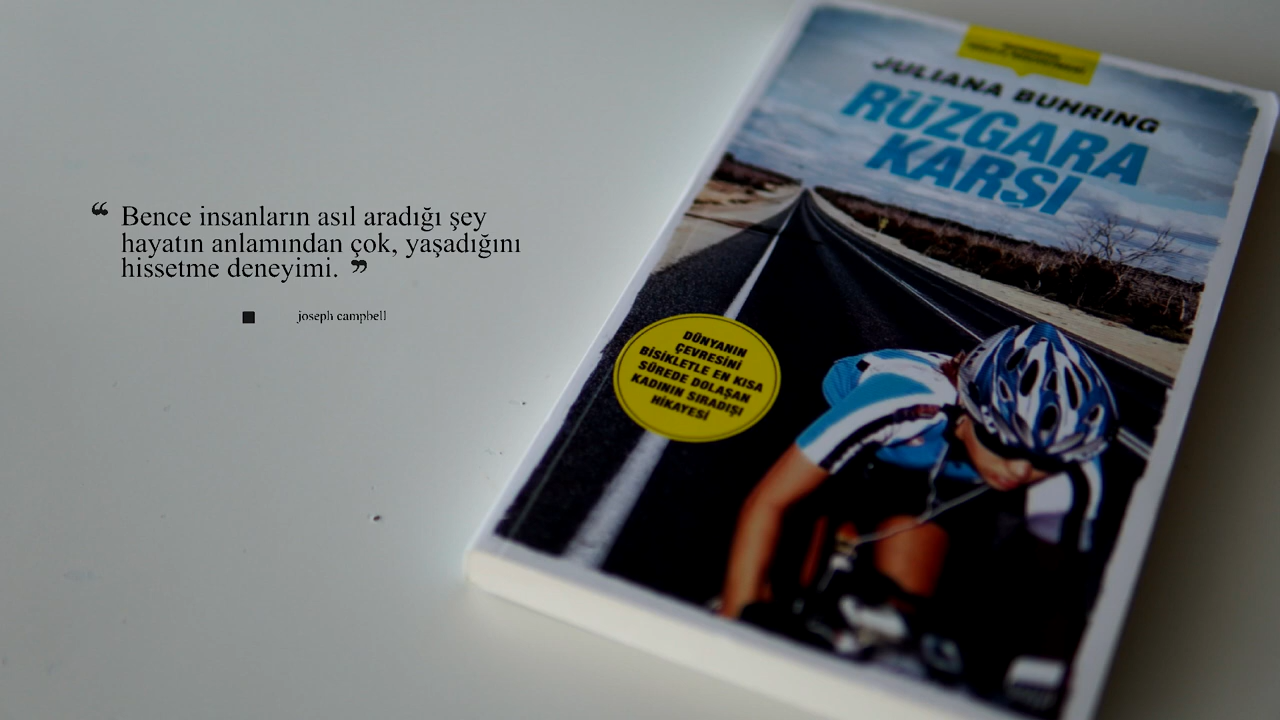 “ Bence insanların asıl aradığı şey
hayatın anlamından çok, yaşadığını
hissetme deneyimi. ”
joseph campbell
JULIANA BUHRING
RÜZGARA
KARŞI
DÜNYANIN
ÇEVRESİNİ
BİSİKLETLE EN KISA
SÜREDE DOLAŞAN
KADININ SIRADIŞI
HİKAYESİ